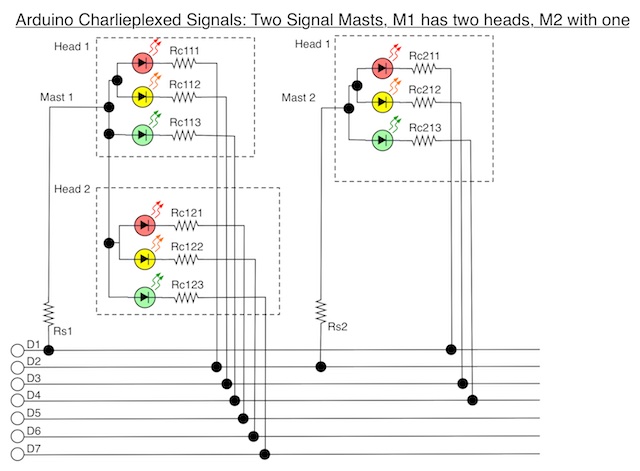 Arduino Charlieplexed Signals: Two Signal Masts, M1 has two heads, M2 with one
Head 1
Rc111
Rc112
Mast 1
Rc113
Head 2
Rc121
Rc122
Rc123
Rs1
Head 1
Rc211
Rc212
Mast 2
Rc213
Rs2
D1
D2
D3
D4
D5
D6
D7